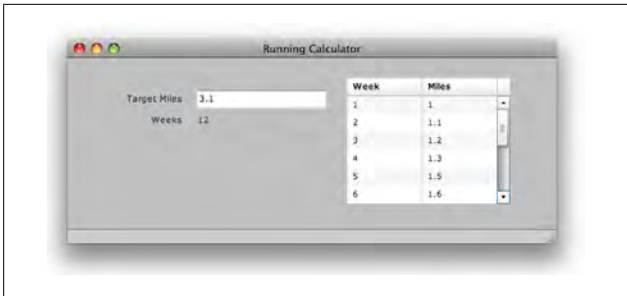 Running Calculator
Target Miles 3.1
Weeks 12
Week Miles
1 1
2 1.1
3 1.2
4 1.3
5 1.5
6 1.6